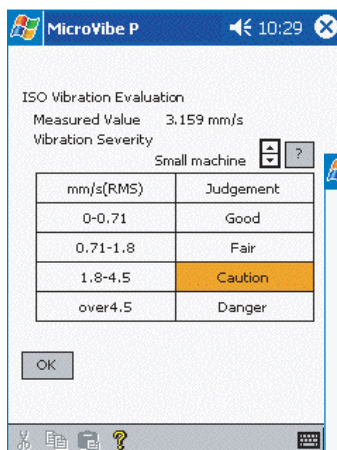 MicroVibe P 10:29
ISO Vibration Evaluation
Measured Value 3.159 mm/s
Vibration Severity
Small machine ?
mm/s(RMS) Judgement
0-0.71 Good
0.71-1.8 Fair
1.8-4.5 Caution
over4.5 Danger
OK